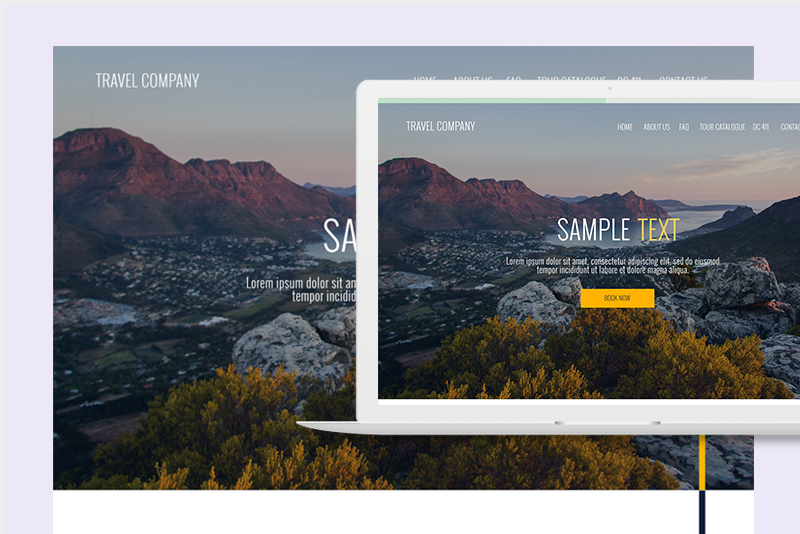 TRAVEL COMPANY
HOME ABOUT US FAQ TOUR CATALOGUE DC 411 CONTACT US
SA
Lorem ipsum dolor sit am
tempor incidid
TRAVEL COMPANY
HOME ABOUT US FAQ TOUR CATALOGUE DC 411 CONTAC
SAMPLE TEXT
Lorem ipsum dolor sit amet, consectetur adipiscing elit, sed do eiusmod
tempor incididunt ut labore et dolore magna aliqua.
BOOK NOW